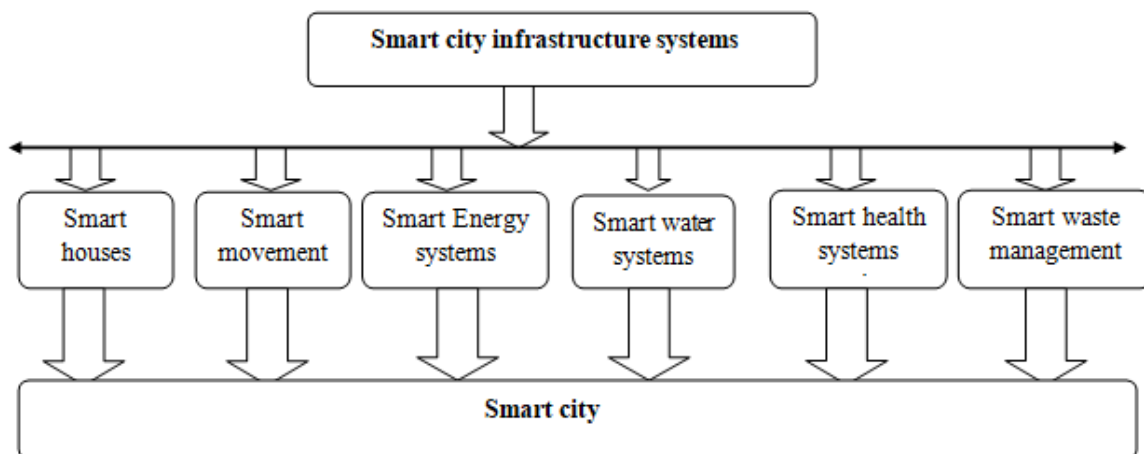 Smart city infrastructure systems
Smart
houses
Smart
movement
Smart Energy
systems
Smart water
systems
Smart health
systems
Smart waste
management
Smart city